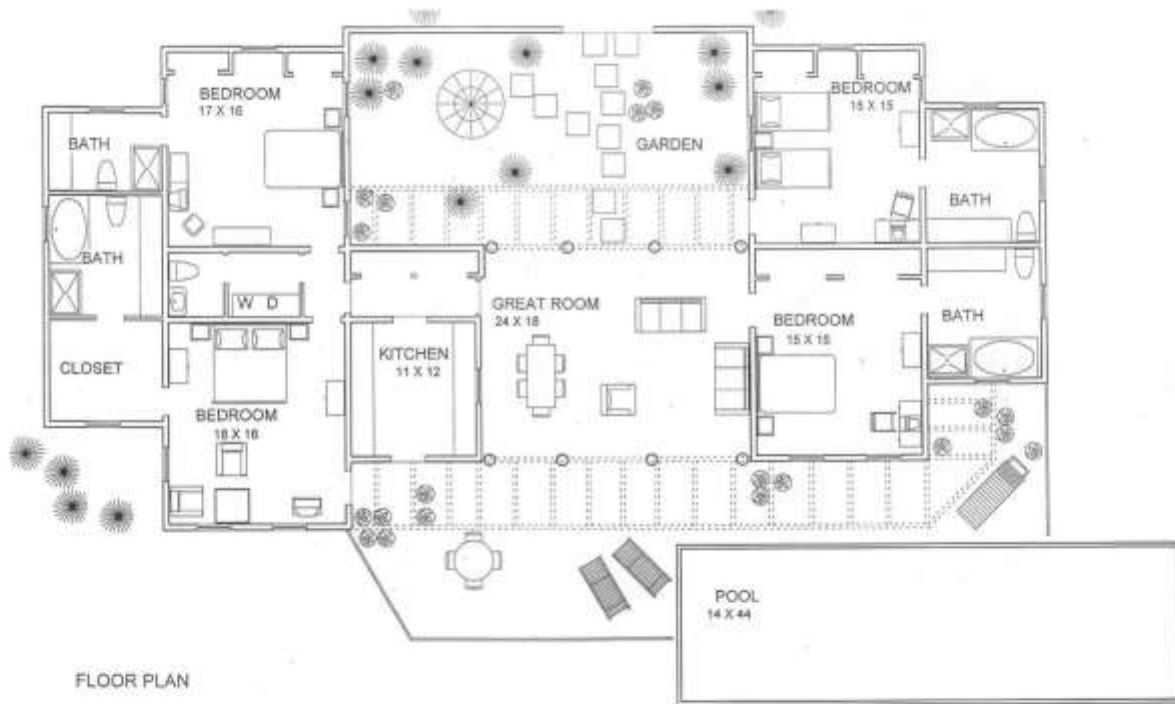 BEDROOM
17 X 16
BATH
BATH
W D
CLOSET
BEDROOM
18 X 16
KITCHEN
11 X 12
GREAT ROOM
24 X 18
GARDEN
BEDROOM
15 X 15
BATH
BEDROOM
15 X 15
BATH
POOL
14 X 44
FLOOR PLAN